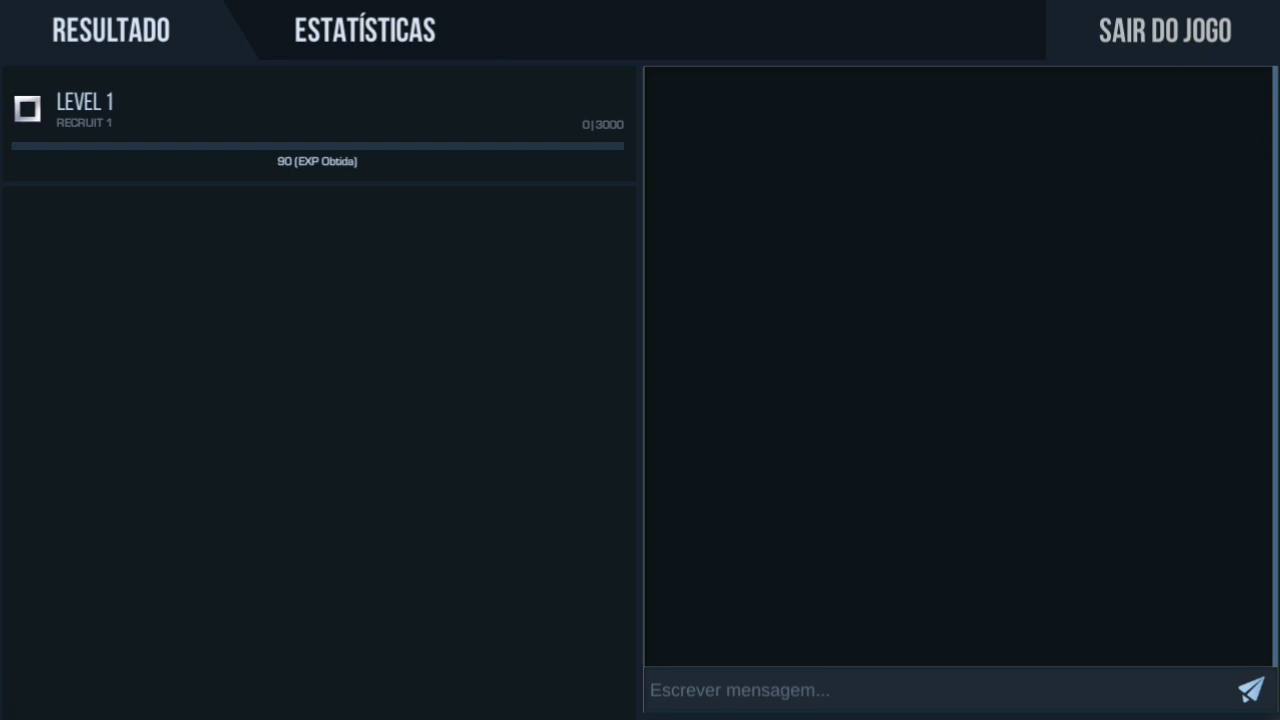 RESULTADO
ESTATÍSTICAS
SAIR DO JOGO
LEVEL 1
RECRUIT 1
0|3000
90 (EXP Obtida)
Escrever mensagem...